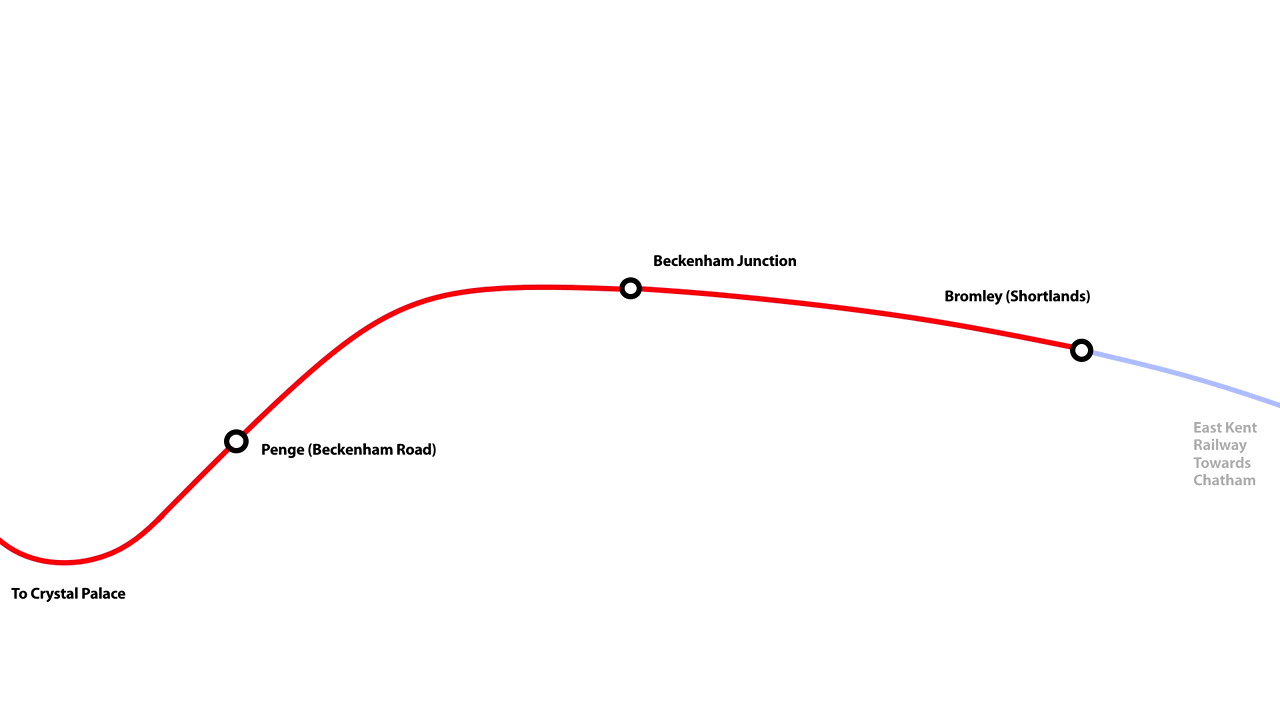 Beckenham Junction
Bromley (Shortlands)
Penge (Beckenham Road)
East Kent
Railway
Towards
Chatham
To Crystal Palace